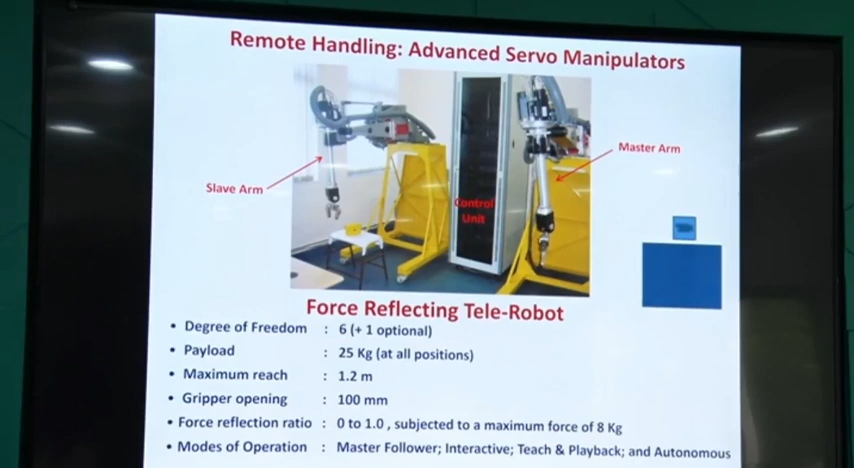 Remote Handling: Advanced Servo Manipulators
Master Arm
Slave Arm
Control
Unit
Force Reflecting Tele-Robot
• Degree of Freedom : 6 (+ 1 optional)
• Payload : 25 Kg (at all positions)
• Maximum reach : 1.2 m
• Gripper opening : 100 mm
• Force reflection ratio : 0 to 1.0 , subjected to a maximum force of 8 Kg
• Modes of Operation : Master Follower; Interactive; Teach & Playback; and Autonomous